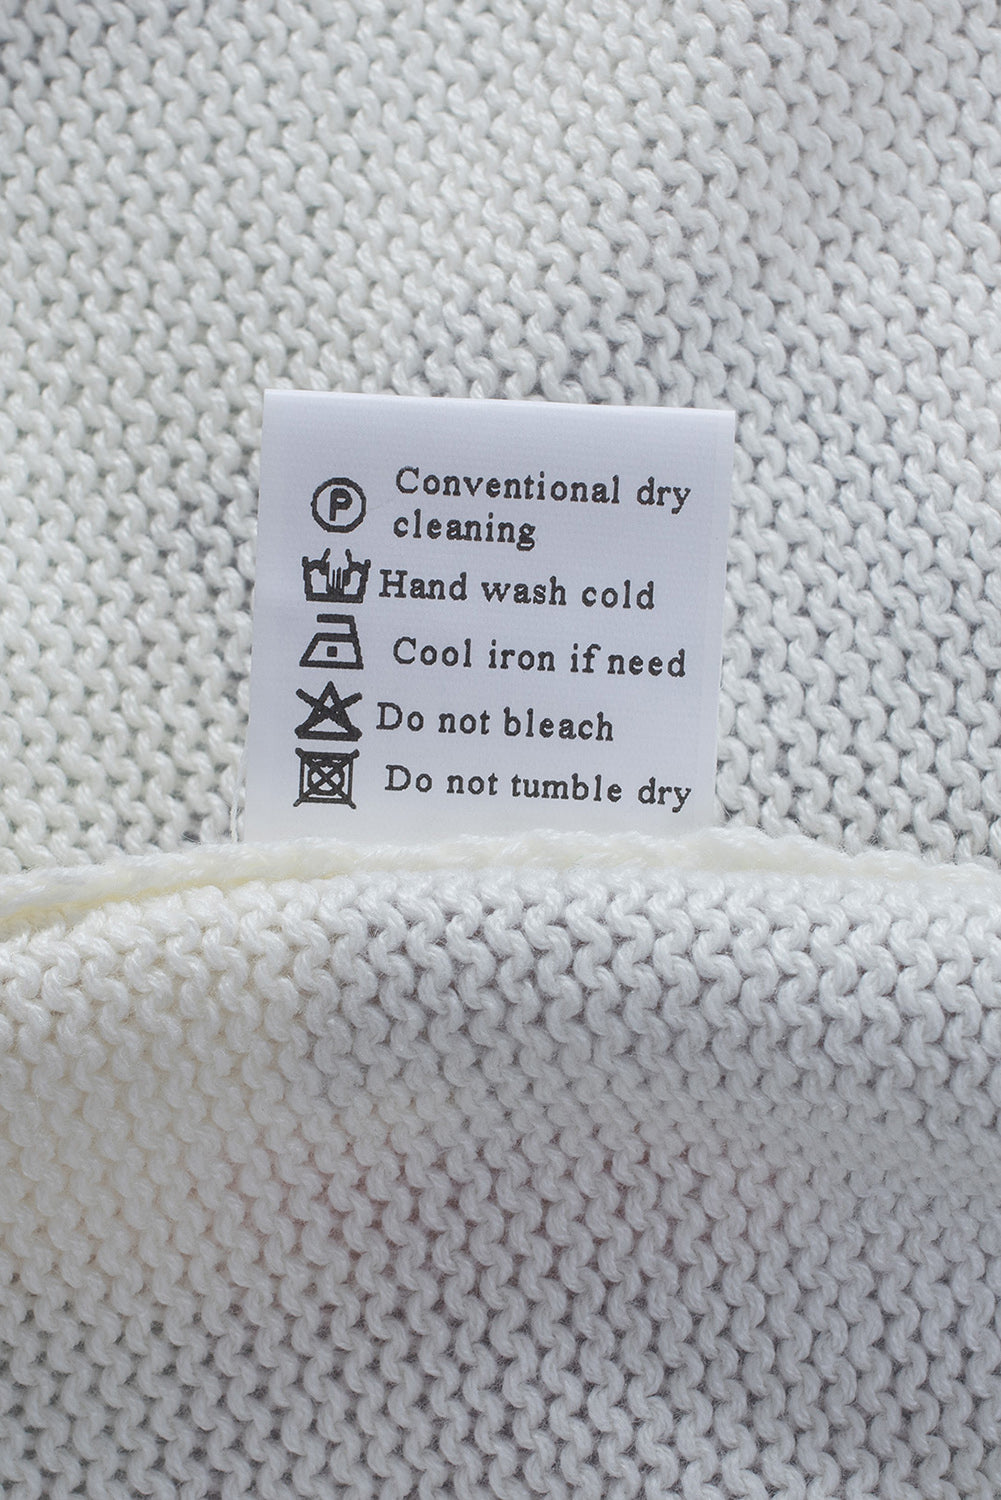 P
Conventional dry
cleaning
Hand wash cold
Cool iron if need
Do not bleach
Do not tumble dry